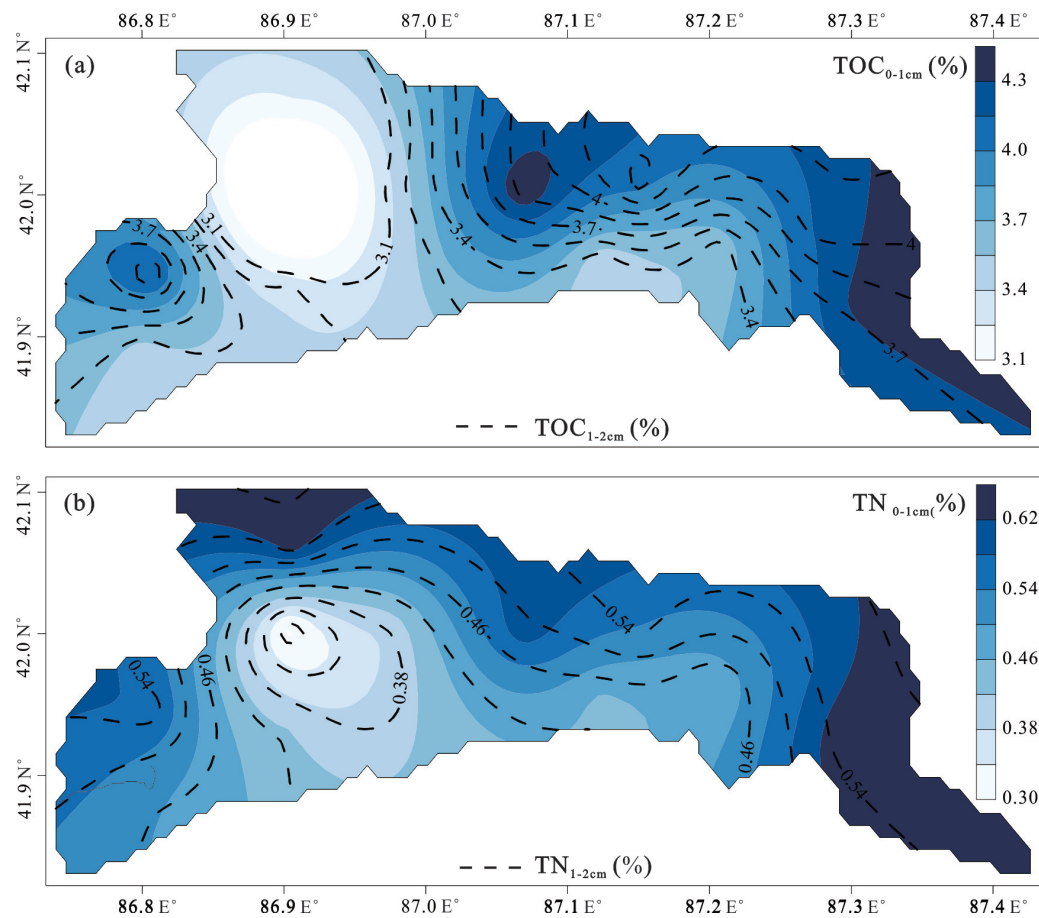 86.8 E° 86.9 E° 87.0 E° 87.1 E° 87.2 E° 87.3 E° 87.4 E°
(a) TOC0-1cm (%)
42.1 N°
42.0 N°
41.9 N°
4.3
4.0
3.7
3.4
3.1
3.7
3.4
3.1
3.1
3.4
4
3.7
3.4
4
3.7
TOC1-2cm (%)
(b) TN 0-1cm(%)
42.1 N°
42.0 N°
41.9 N°
0.62
0.54
0.46
0.38
0.30
0.54
0.46
0.38
0.46
0.54
0.46
0.54
TN1-2cm (%)
86.8 E° 86.9 E° 87.0 E° 87.1 E° 87.2 E° 87.3 E° 87.4 E°